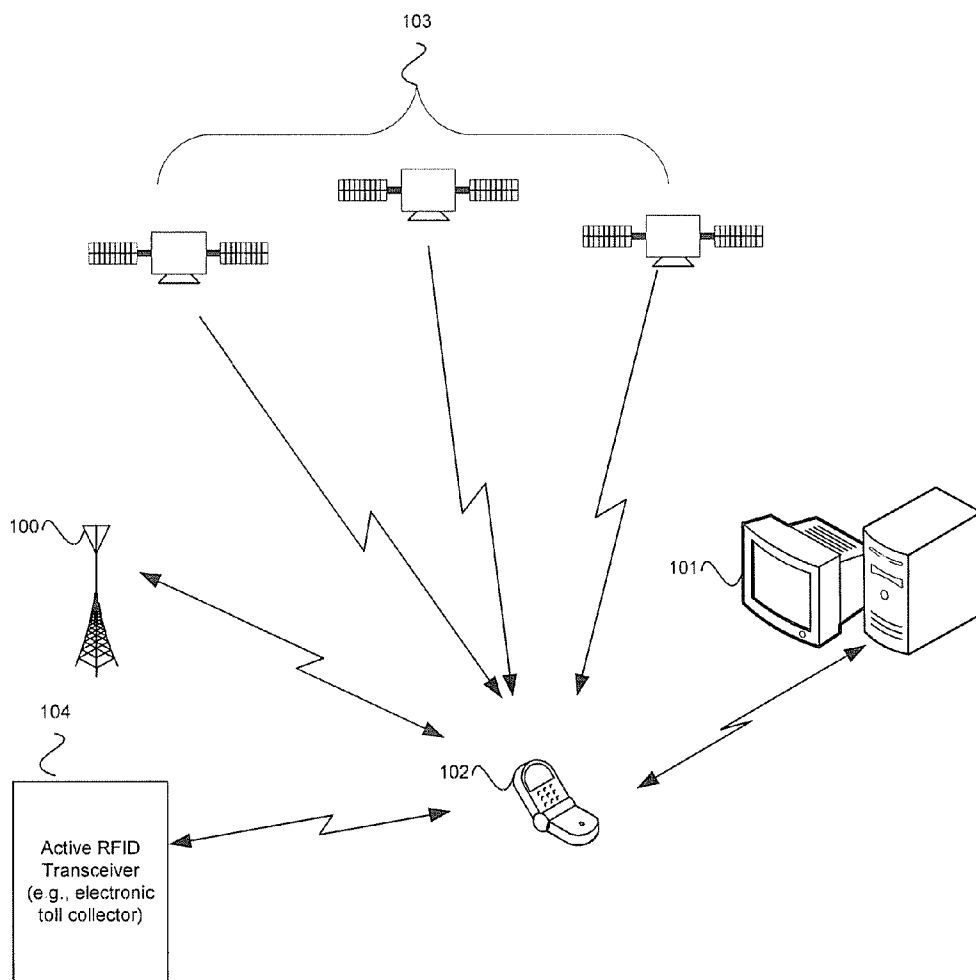 103
100
101
104
102
Active RFID
Transceiver
(e.g., electronic
toll collector)